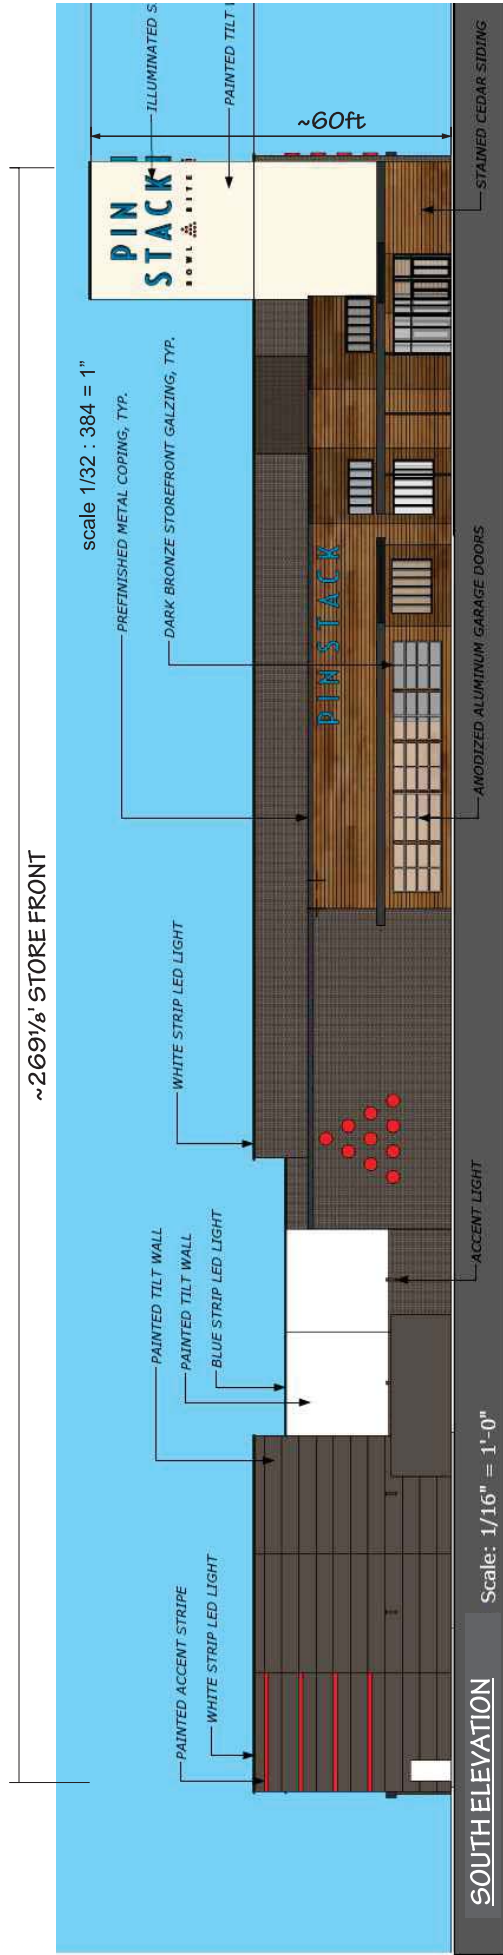 ~269⅛' STORE FRONT
scale 1/32 : 384 = 1”
~60ft
PAINTED ACCENT STRIPE
WHITE STRIP LED LIGHT
PAINTED TILT WALL
PAINTED TILT WALL
BLUE STRIP LED LIGHT
WHITE STRIP LED LIGHT
PREFINISHED METAL COPING, TYP.
DARK BRONZE STOREFRONT GALZING, TYP.
ILLUMINATED S
PAINTED TILT
PIN
STACK
BOWL BITE
PINSTACK
ACCENT LIGHT
ANODIZED ALUMINUM GARAGE DOORS
STAINED CEDAR SIDING
SOUTH ELEVATION
Scale: 1/16" = 1'-0"